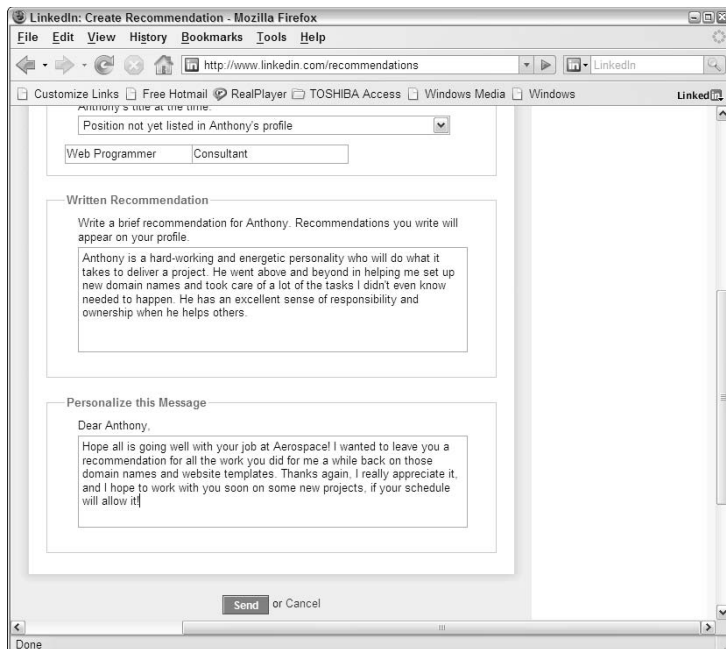 LinkedIn: Create Recommendation - Mozilla Firefox
File Edit View History Bookmarks Tools Help
http://www.linkedin.com/recommendations
LinkedIn
Customize Links Free Hotmail RealPlayer TOSHIBA Access Windows Media Windows
Linked in
Anthony's title at the time:
Position not yet listed in Anthony's profile
Web Programmer Consultant
Written Recommendation
Write a brief recommendation for Anthony. Recommendations you write will
appear on your profile.
Anthony is a hard-working and energetic personality who will do what it
takes to deliver a project. He went above and beyond in helping me set up
new domain names and took care of a lot of the tasks I didn't even know
needed to happen. He has an excellent sense of responsibility and
ownership when he helps others.
Personalize this Message
Dear Anthony,
Hope all is going well with your job at Aerospace! I wanted to leave you a
recommendation for all the work you did for me a while back on those
domain names and website templates. Thanks again, I really appreciate it,
and I hope to work with you soon on some new projects, if your schedule
will allow it!
Send or Cancel
Done